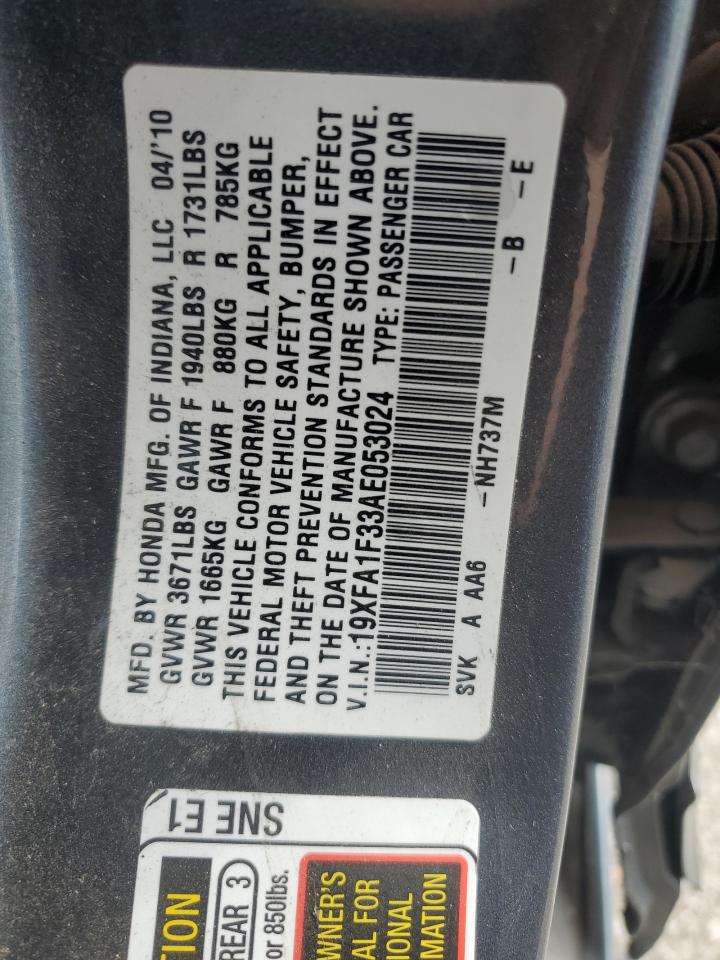 MFD. BY HONDA MFG. OF INDIANA, LLC 04/'10
GVWR 3671LBS GAWR F 1940LBS R 1731LBS
GVWR 1665KG GAWR F 880KG R 785KG
THIS VEHICLE CONFORMS TO ALL APPLICABLE
FEDERAL MOTOR VEHICLE SAFETY, BUMPER,
AND THEFT PREVENTION STANDARDS IN EFFECT
ON THE DATE OF MANUFACTURE SHOWN ABOVE.
V.I.N.:19XFA1F33AE053024 TYPE: PASSENGER CAR
SVK A AA6 -NH737M -B -E
SNE E1
TION
REAR 3
or 850lbs.
WNER'S
AL FOR
IONAL
MATION